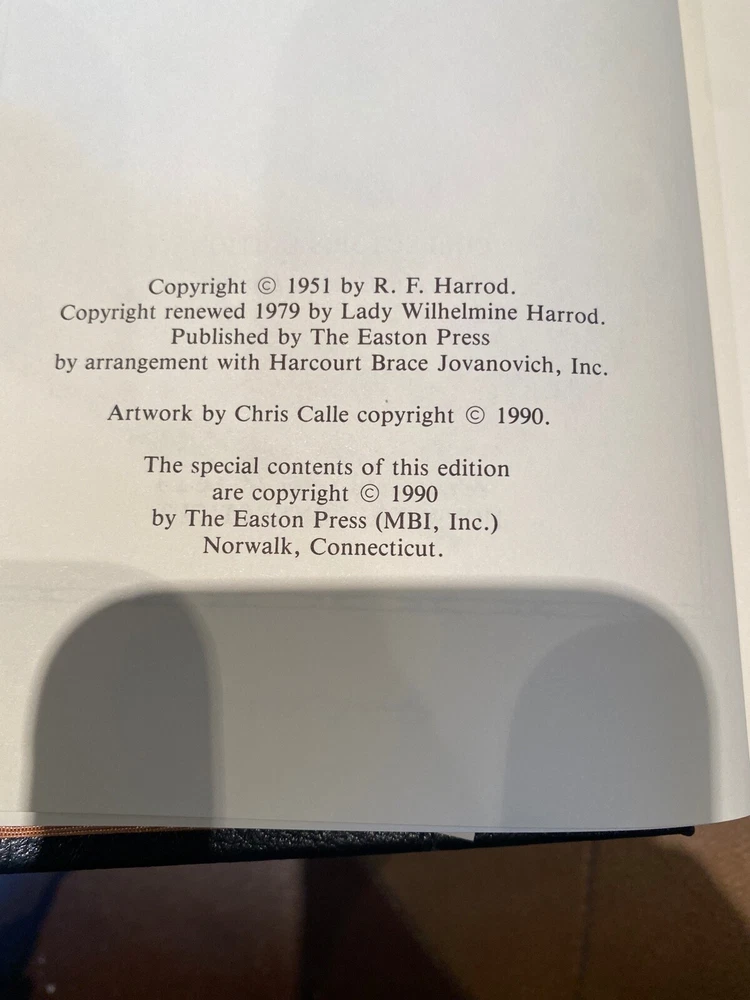 Copyright © 1951 by R. F. Harrod.
Copyright renewed 1979 by Lady Wilhelmine Harrod.
Published by The Easton Press
by arrangement with Harcourt Brace Jovanovich, Inc.
Artwork by Chris Calle copyright © 1990.
The special contents of this edition
are copyright © 1990
by The Easton Press (MBI, Inc.)
Norwalk, Connecticut.